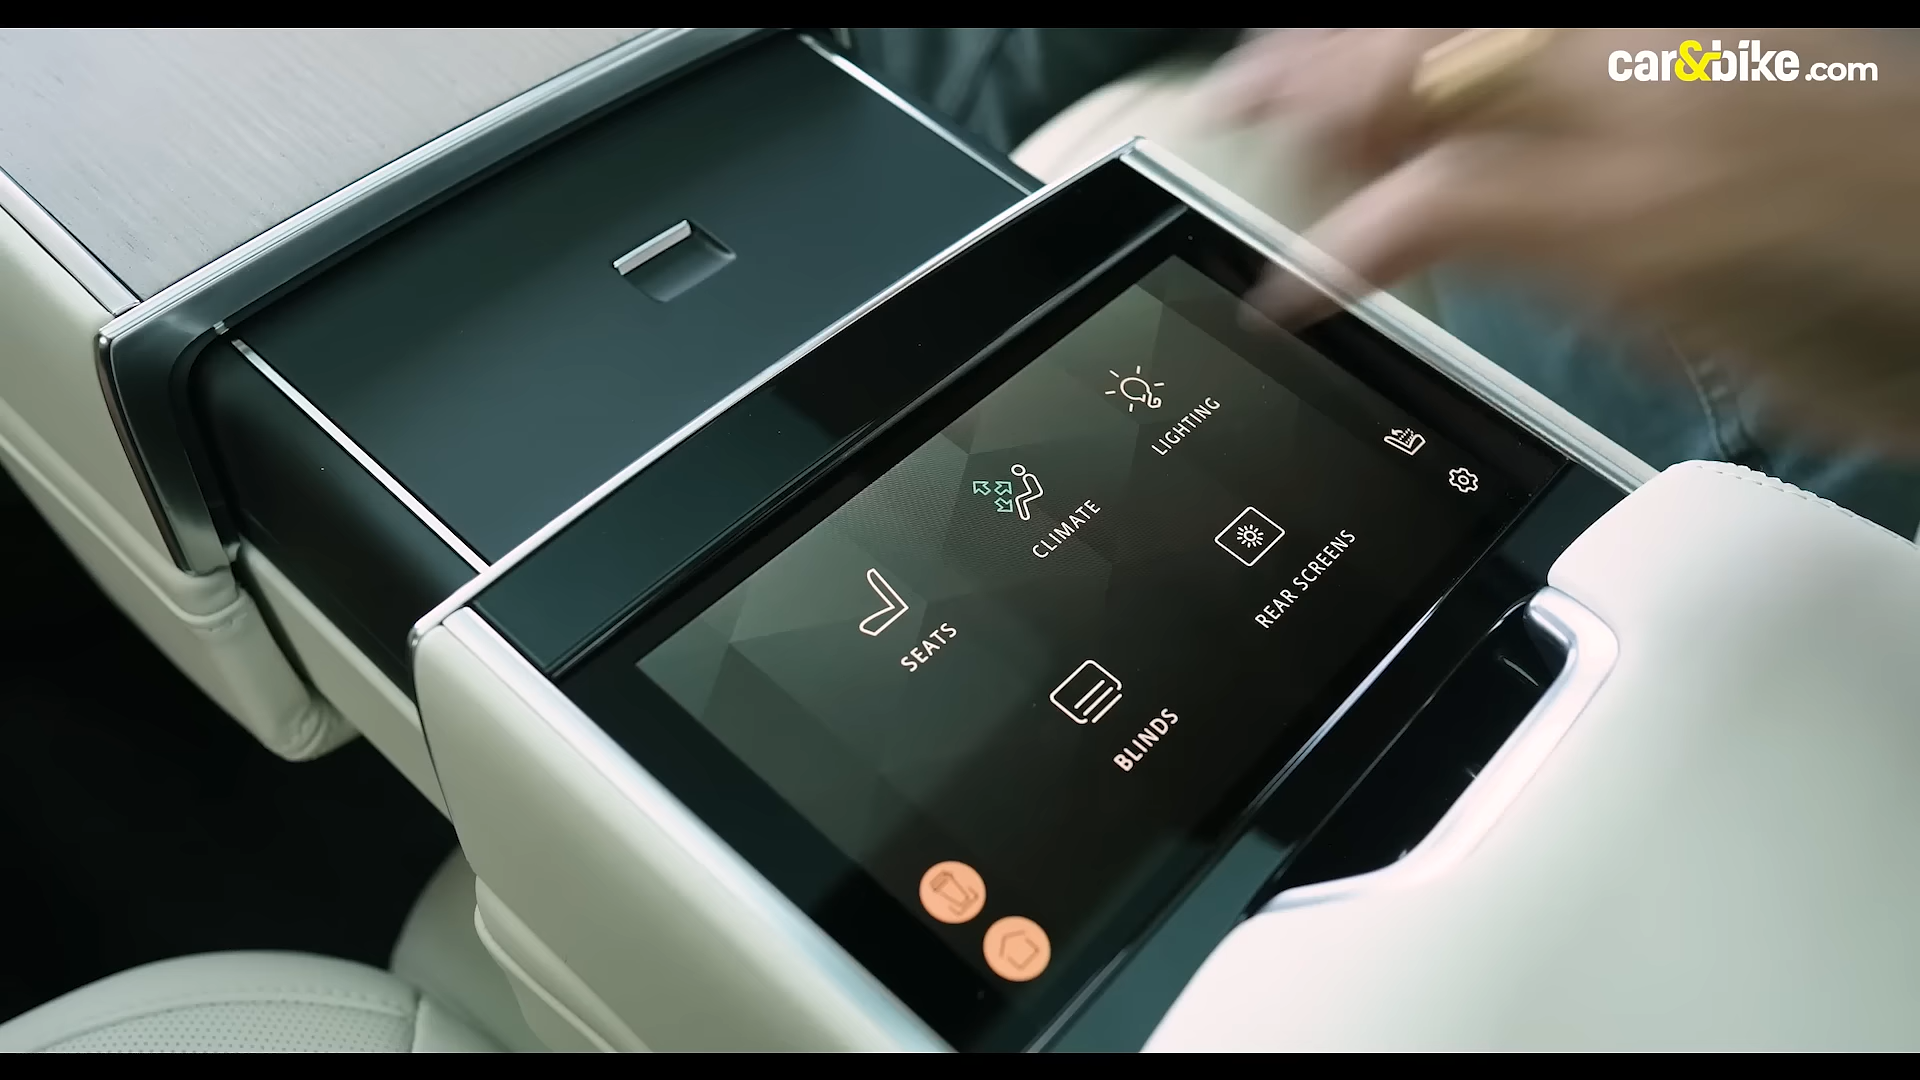 car&bike.com
LIGHTING
CLIMATE
SEATS
REAR SCREENS
BLINDS